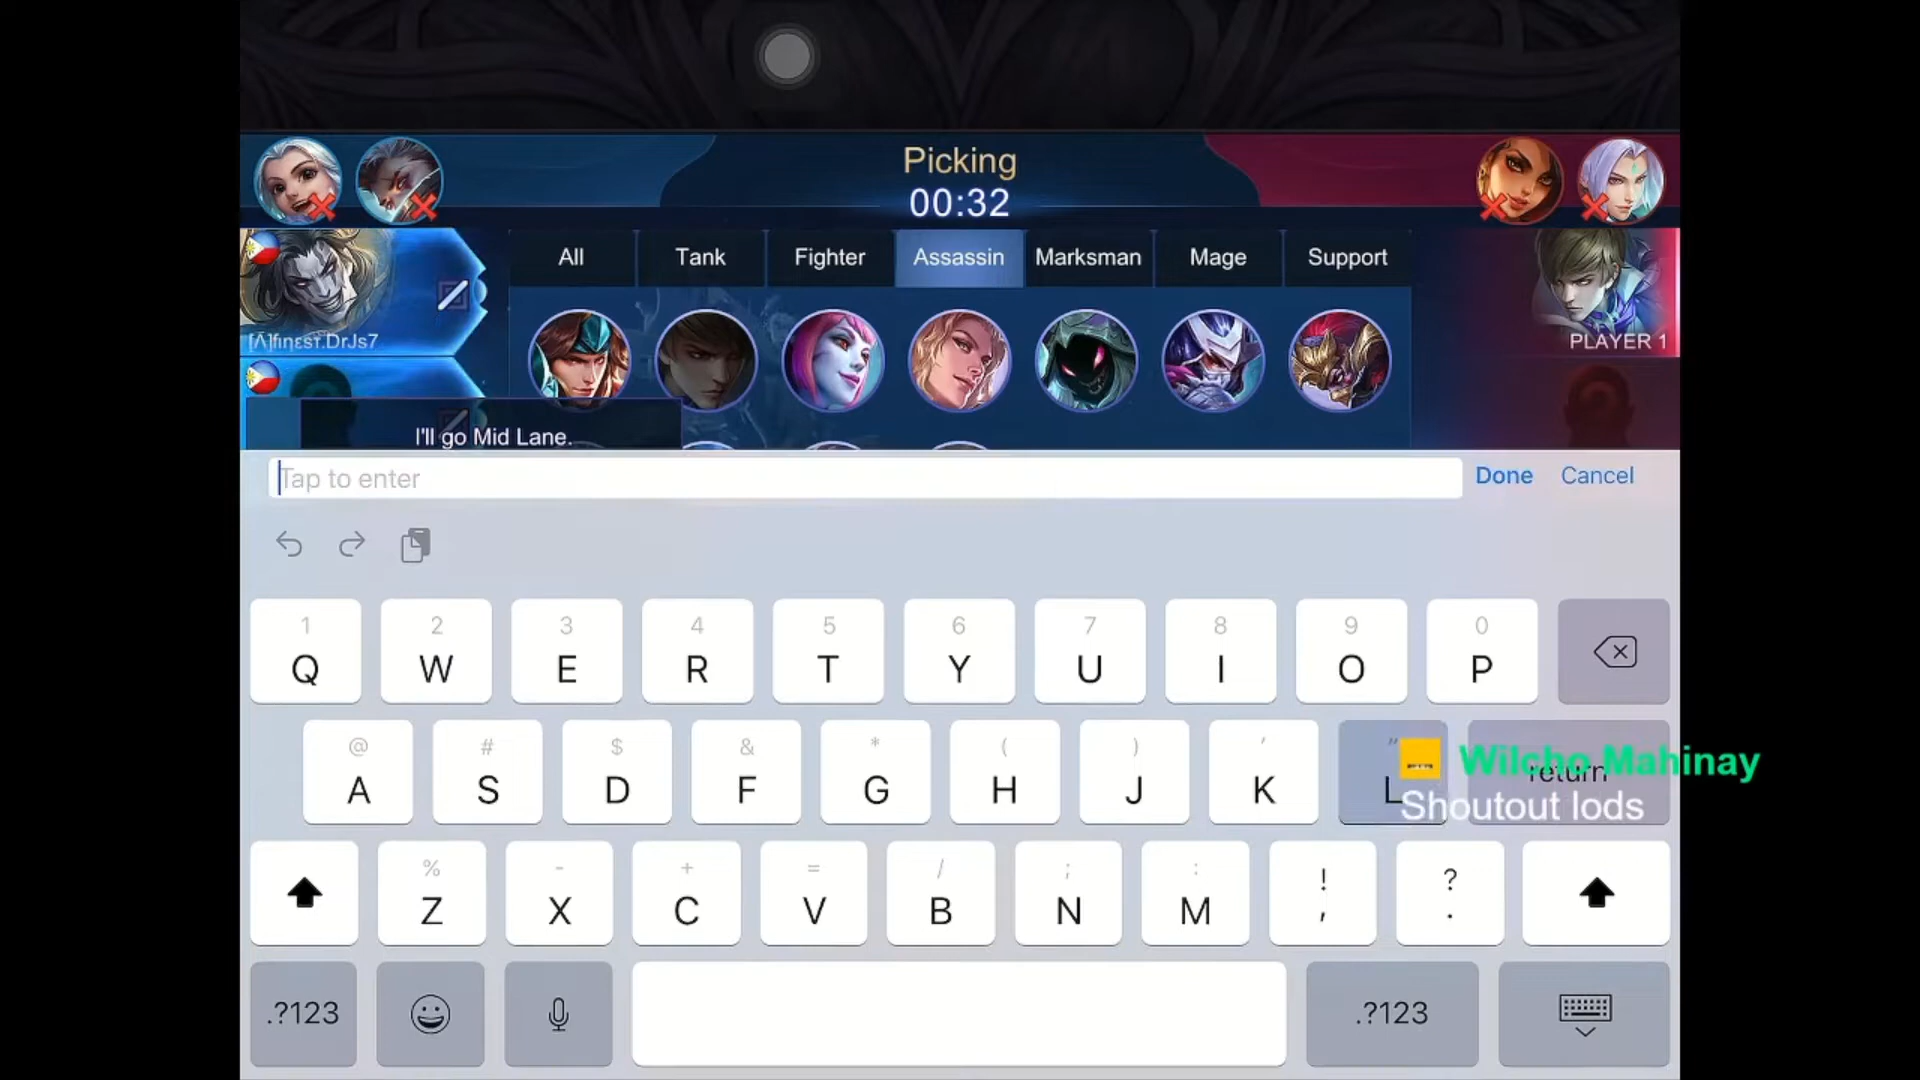 Picking
00:32
All Tank Fighter Assassin Marksman Mage Support
[Λ]fιηεsт.DrJs7
PLAYER 1
I'll go Mid Lane.
Tap to enter
Done Cancel
1 2 3 4 5 6 7 8 9 0
Q W E R T Y U I O P
@ # $ & * ( ) ' "
A S D F G H J K L return
Wilcho Mahinay
Shoutout lods
% - + = / ; : ! ?
Z X C V B N M , .
.?123 .?123